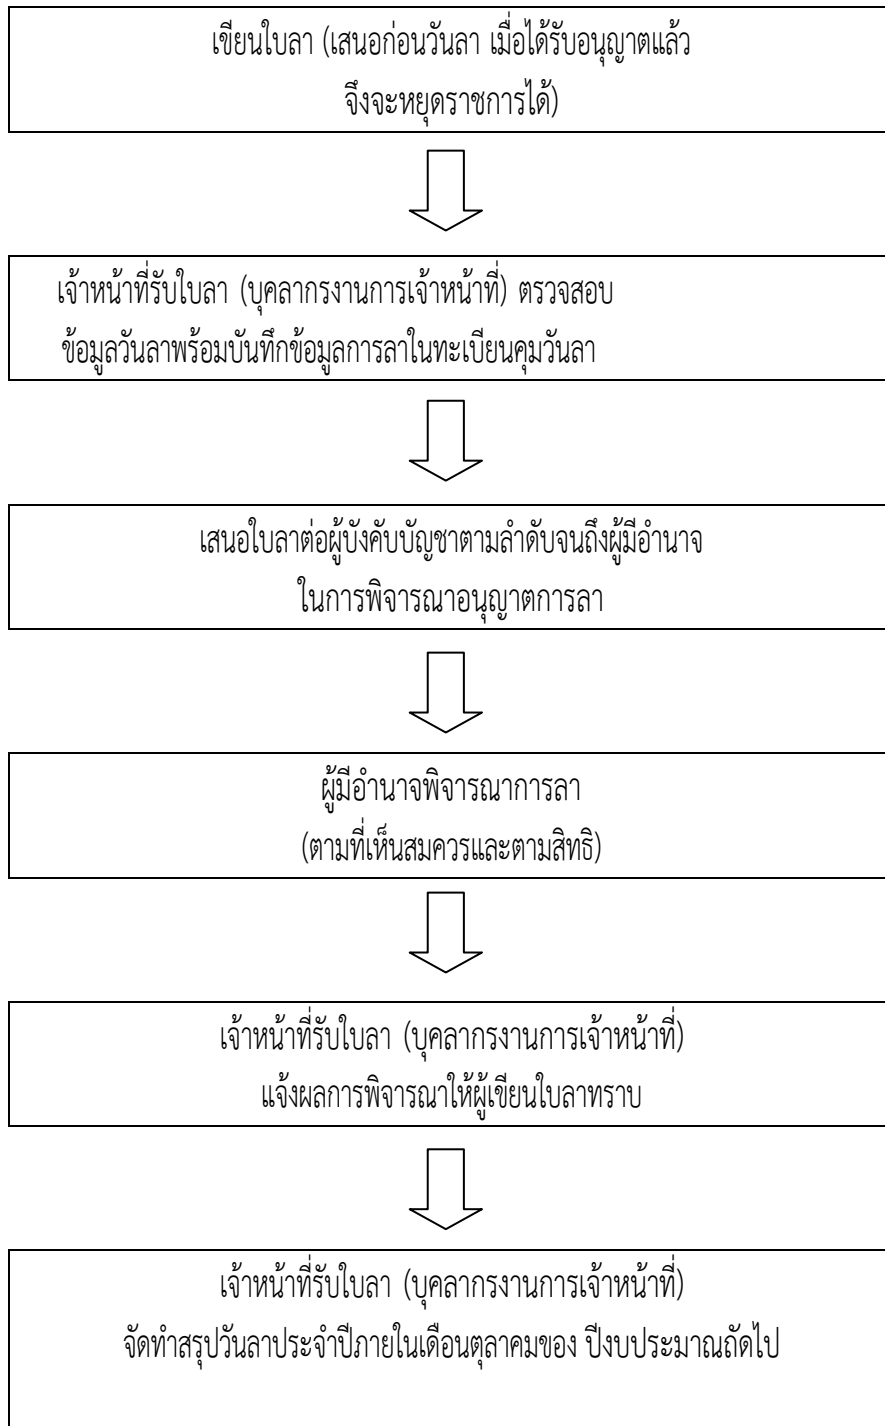 เขียนใบลา (เสนอก่อนวันลา เมื่อได้รับอนุญาตแล้ว
จึงจะหยุดราชการได้)
เจ้าหน้าที่รับใบลา (บุคลากรงานการเจ้าหน้าที่) ตรวจสอบ
ข้อมูลวันลาพร้อมบันทึกข้อมูลการลาในทะเบียนคุมวันลา
เสนอใบลาต่อผู้บังคับบัญชาตามลำดับจนถึงผู้มีอำนาจ
ในการพิจารณาอนุญาตการลา
ผู้มีอำนาจพิจารณาการลา
(ตามที่เห็นสมควรและตามสิทธิ)
เจ้าหน้าที่รับใบลา (บุคลากรงานการเจ้าหน้าที่)
แจ้งผลการพิจารณาให้ผู้เขียนใบลาทราบ
เจ้าหน้าที่รับใบลา (บุคลากรงานการเจ้าหน้าที่)
จัดทำสรุปวันลาประจำปีภายในเดือนตุลาคมของ ปีงบประมาณถัดไป